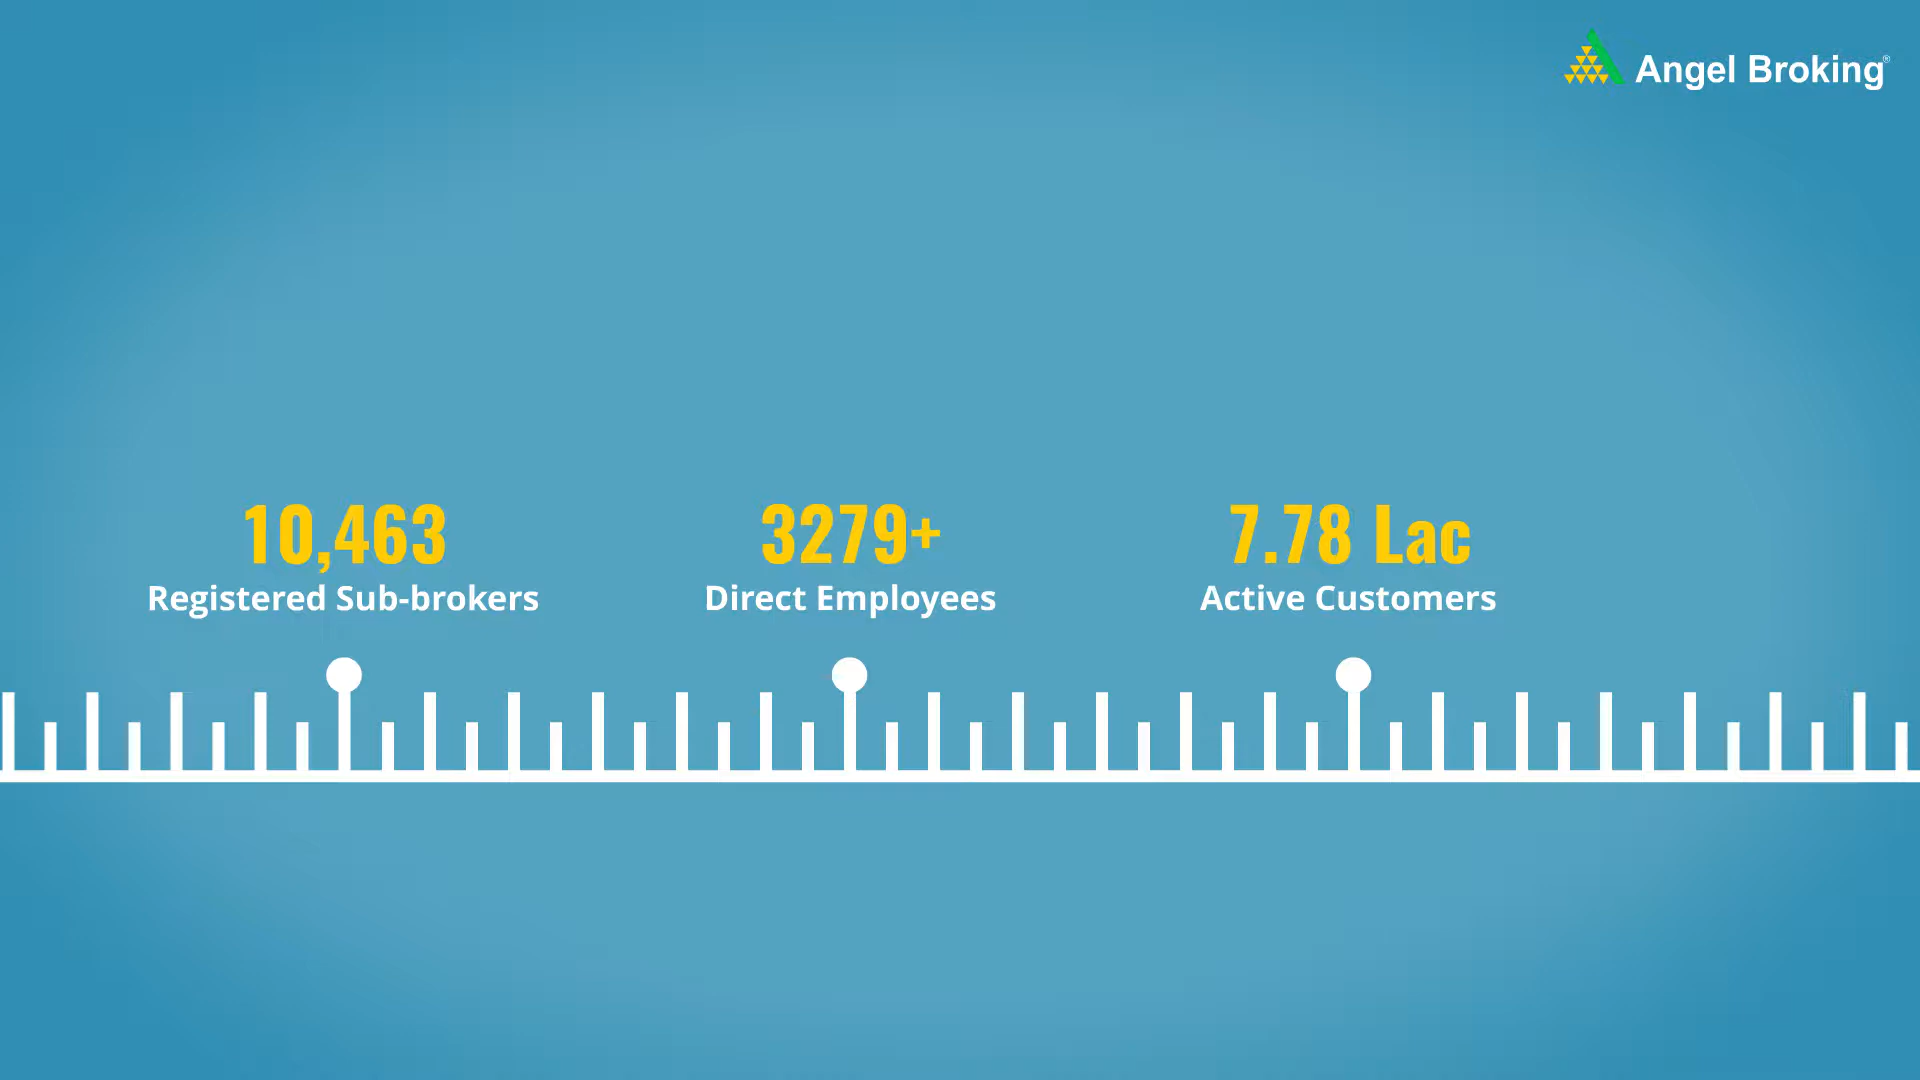 Angel Broking®
10,463
Registered Sub-brokers
3279+
Direct Employees
7.78 Lac
Active Customers